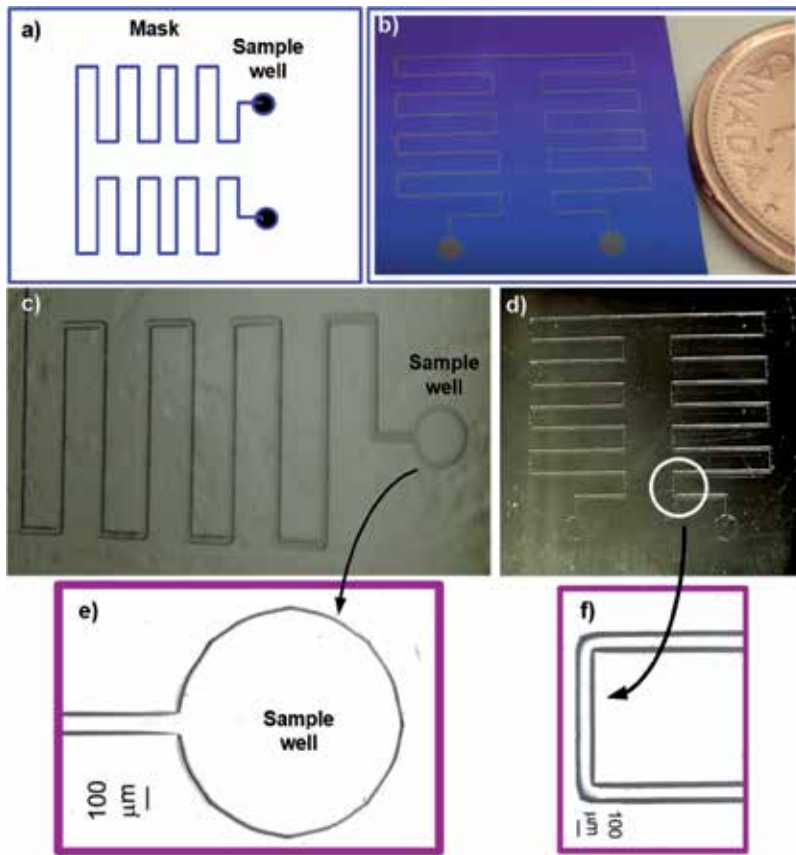 a)
Mask
Sample
well
b)
CANADA
c)
Sample
well
d)
e)
Sample
well
100
µm
f)
100
µm